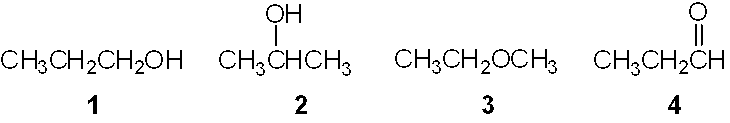 OH O
CH₃CH₂CH₂OH CH₃CHCH₃ CH₃CH₂OCH₃ CH₃CH₂CH
1 2 3 4